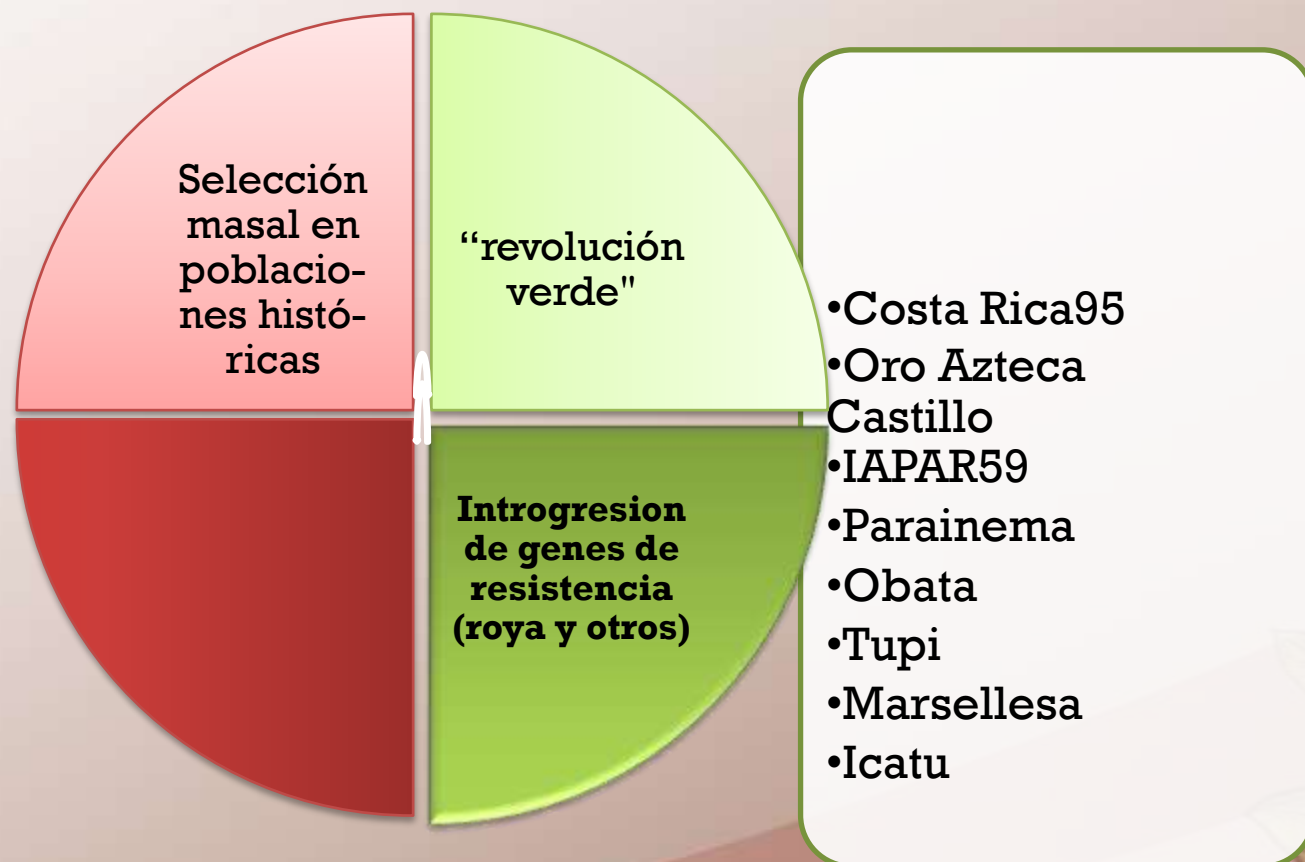 Selección
masal en
poblacio-
nes histó-
ricas
“revolución
verde"
Introgresion
de genes de
resistencia
(roya y otros)
•Costa Rica95
•Oro Azteca
Castillo
•IAPAR59
•Parainema
•Obata
•Tupi
•Marsellesa
•Icatu